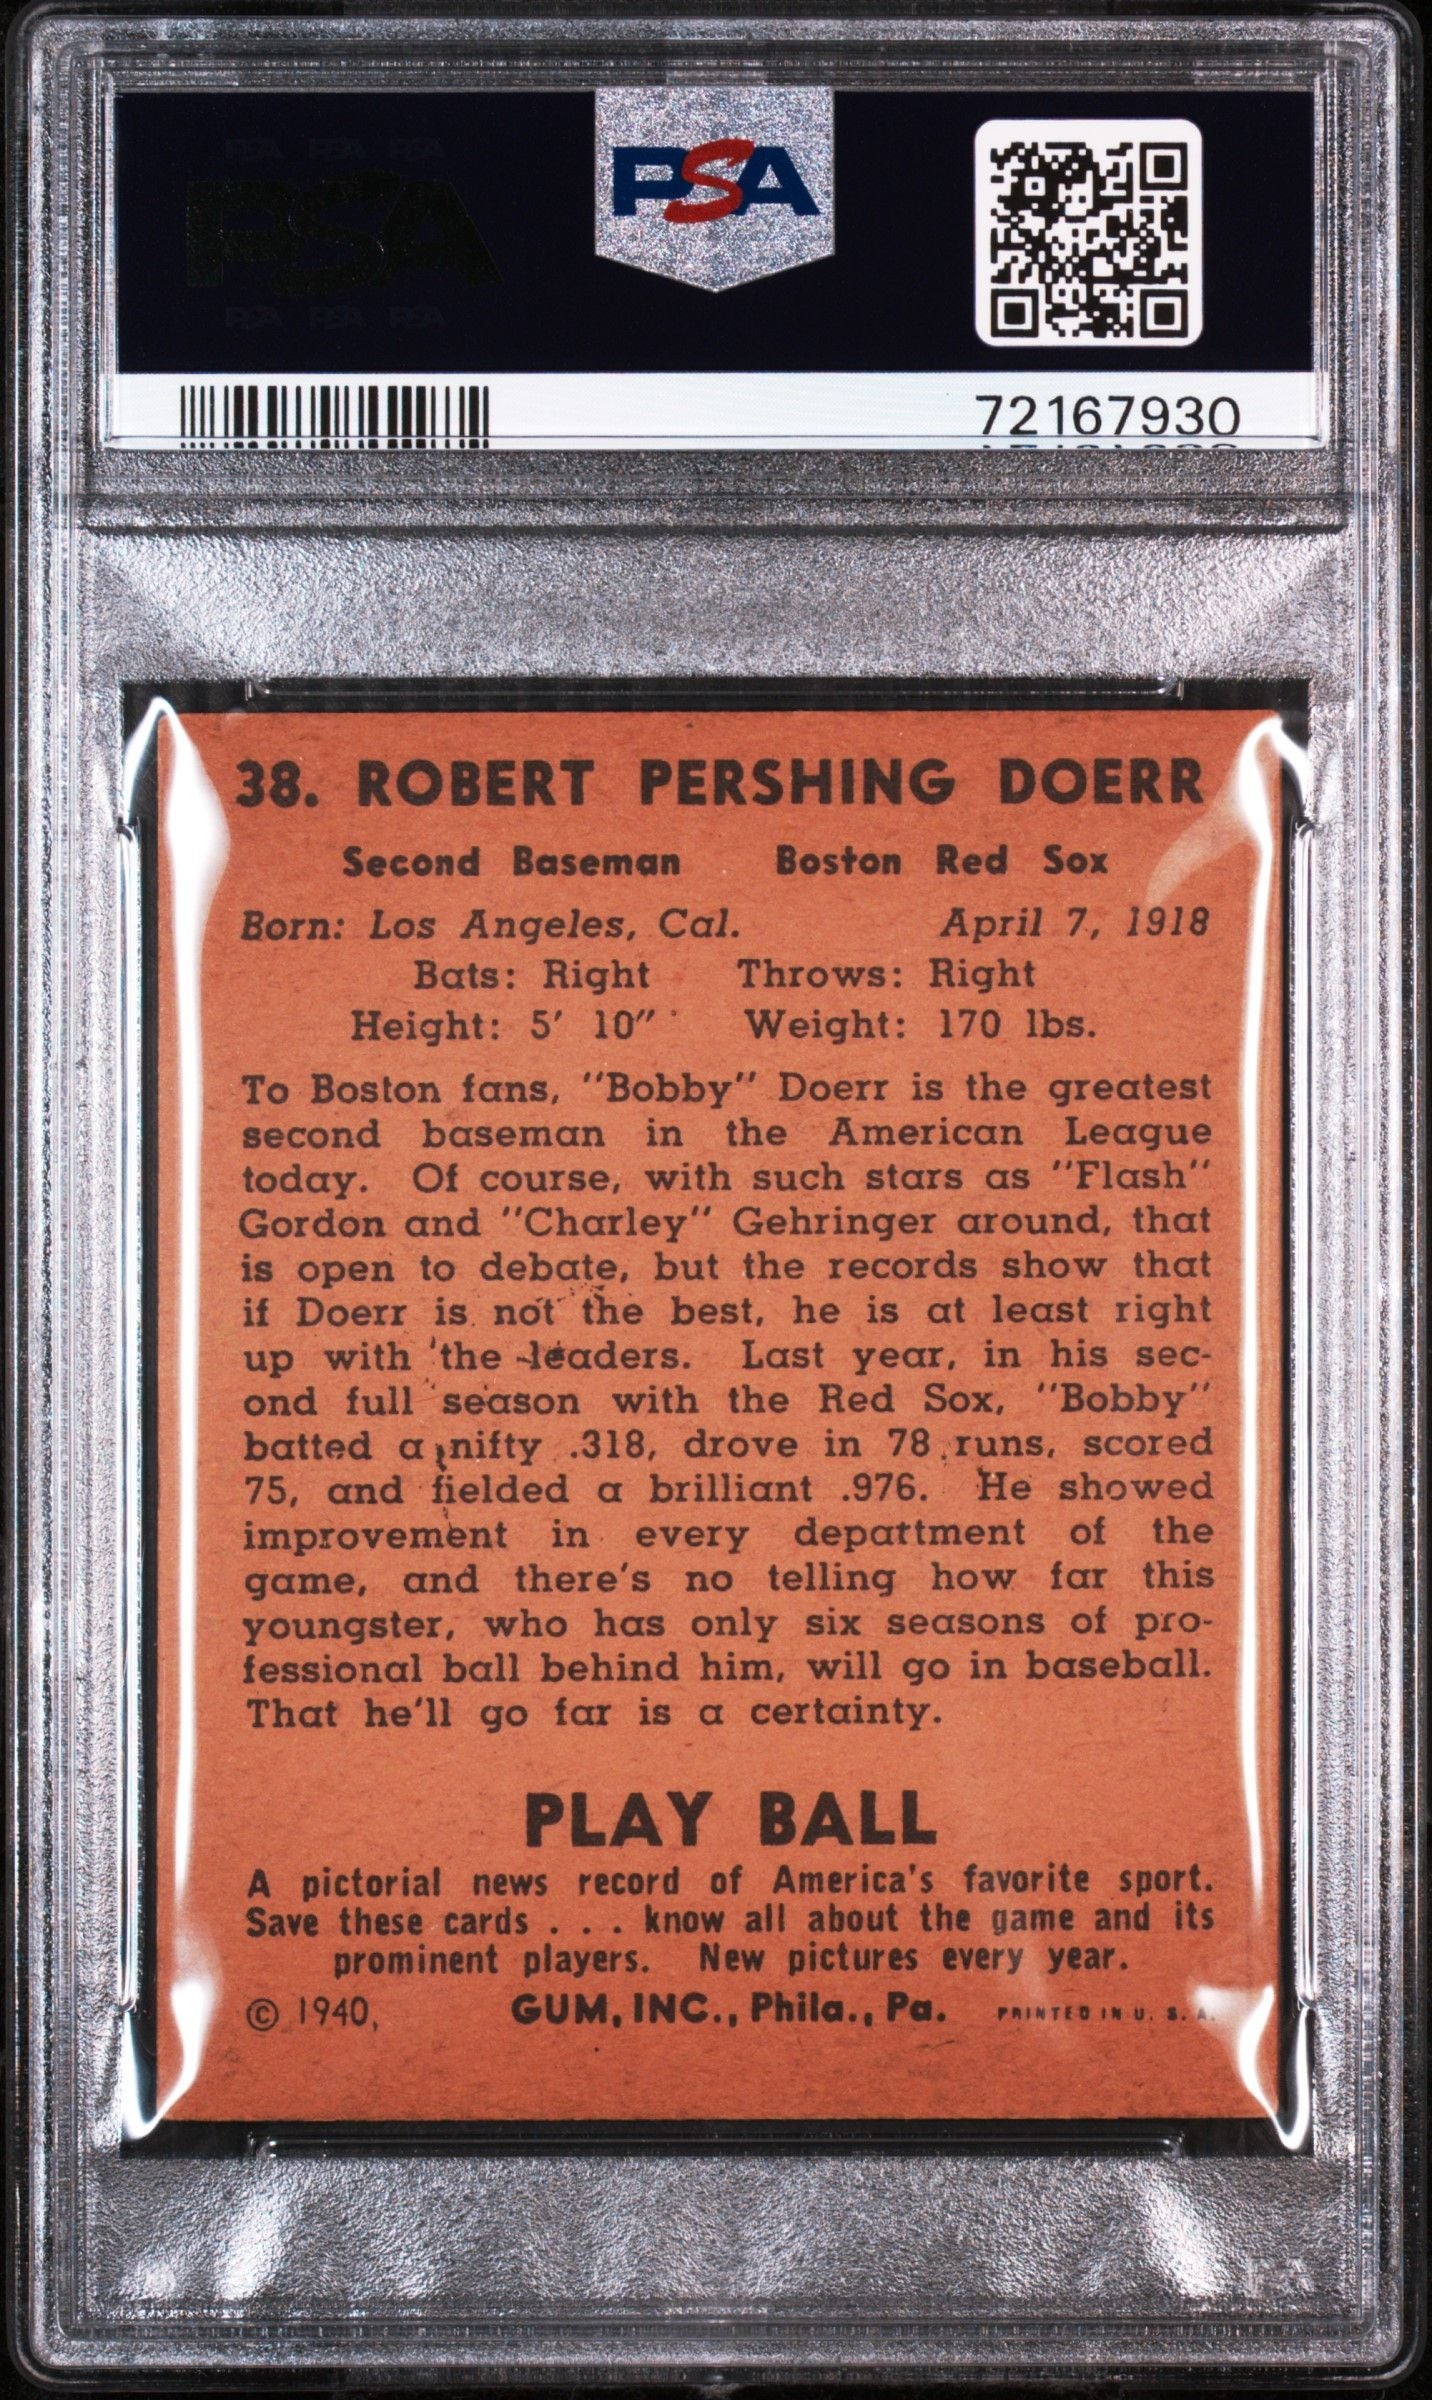 PSA
72167930
38. ROBERT PERSHING DOERR
Second Baseman Boston Red Sox
Born: Los Angeles, Cal. April 7, 1918
Bats: Right Throws: Right
Height: 5' 10" Weight: 170 lbs.
To Boston fans, "Bobby" Doerr is the greatest
second baseman in the American League
today. Of course, with such stars as "Flash"
Gordon and "Charley" Gehringer around, that
is open to debate, but the records show that
if Doerr is not the best, he is at least right
up with the leaders. Last year, in his sec-
ond full season with the Red Sox, "Bobby"
batted a nifty .318, drove in 78 runs, scored
75, and fielded a brilliant .976. He showed
improvement in every department of the
game, and there's no telling how far this
youngster, who has only six seasons of pro-
fessional ball behind him, will go in baseball.
That he'll go far is a certainty.
PLAY BALL
A pictorial news record of America's favorite sport.
Save these cards . . . know all about the game and its
prominent players. New pictures every year.
© 1940, GUM, INC., Phila., Pa. PRINTED IN U. S. A.